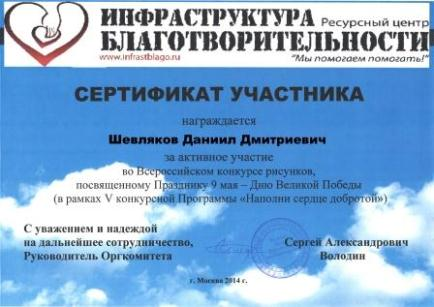 ИНФРАСТРУКТУРА Ресурсный центр
БЛАГОТВОРИТЕЛЬНОСТИ
www.infrastblago.ru "Мы помогаем помогать!"
СЕРТИФИКАТ УЧАСТНИКА
награждается
Шевляков Даниил Дмитриевич
за активное участие
во Всероссийском конкурсе рисунков,
посвященному Празднику 9 мая – Дню Великой Победы
(в рамках V конкурсной Программы «Наполни сердце добротой»)
С уважением и надеждой
на дальнейшее сотрудничество,
Руководитель Оргкомитета
Сергей Александрович
Володин
г. Москва 2014 г.